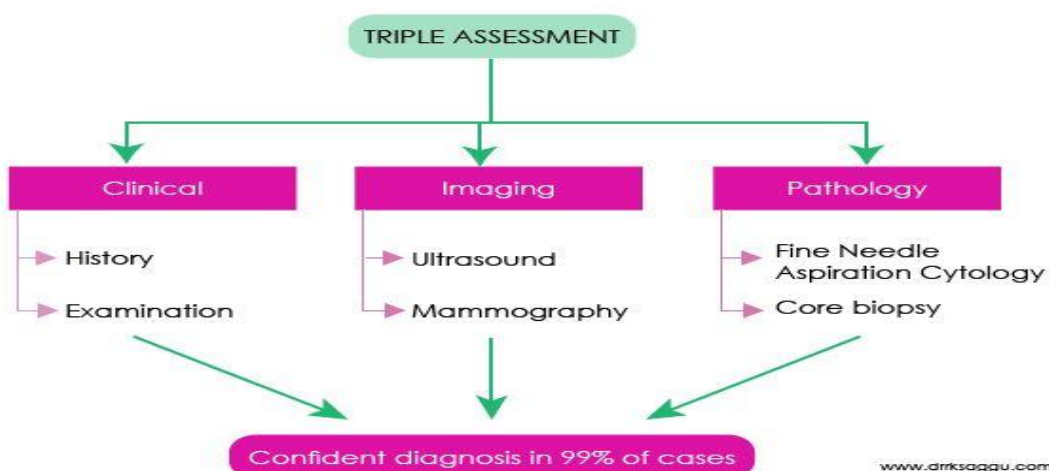 TRIPLE ASSESSMENT
Clinical
Imaging
Pathology
History
Examination
Ultrasound
Mammography
Fine Needle
Aspiration Cytology
Core biopsy
Confident diagnosis in 99% of cases
www.drrksaggu.com